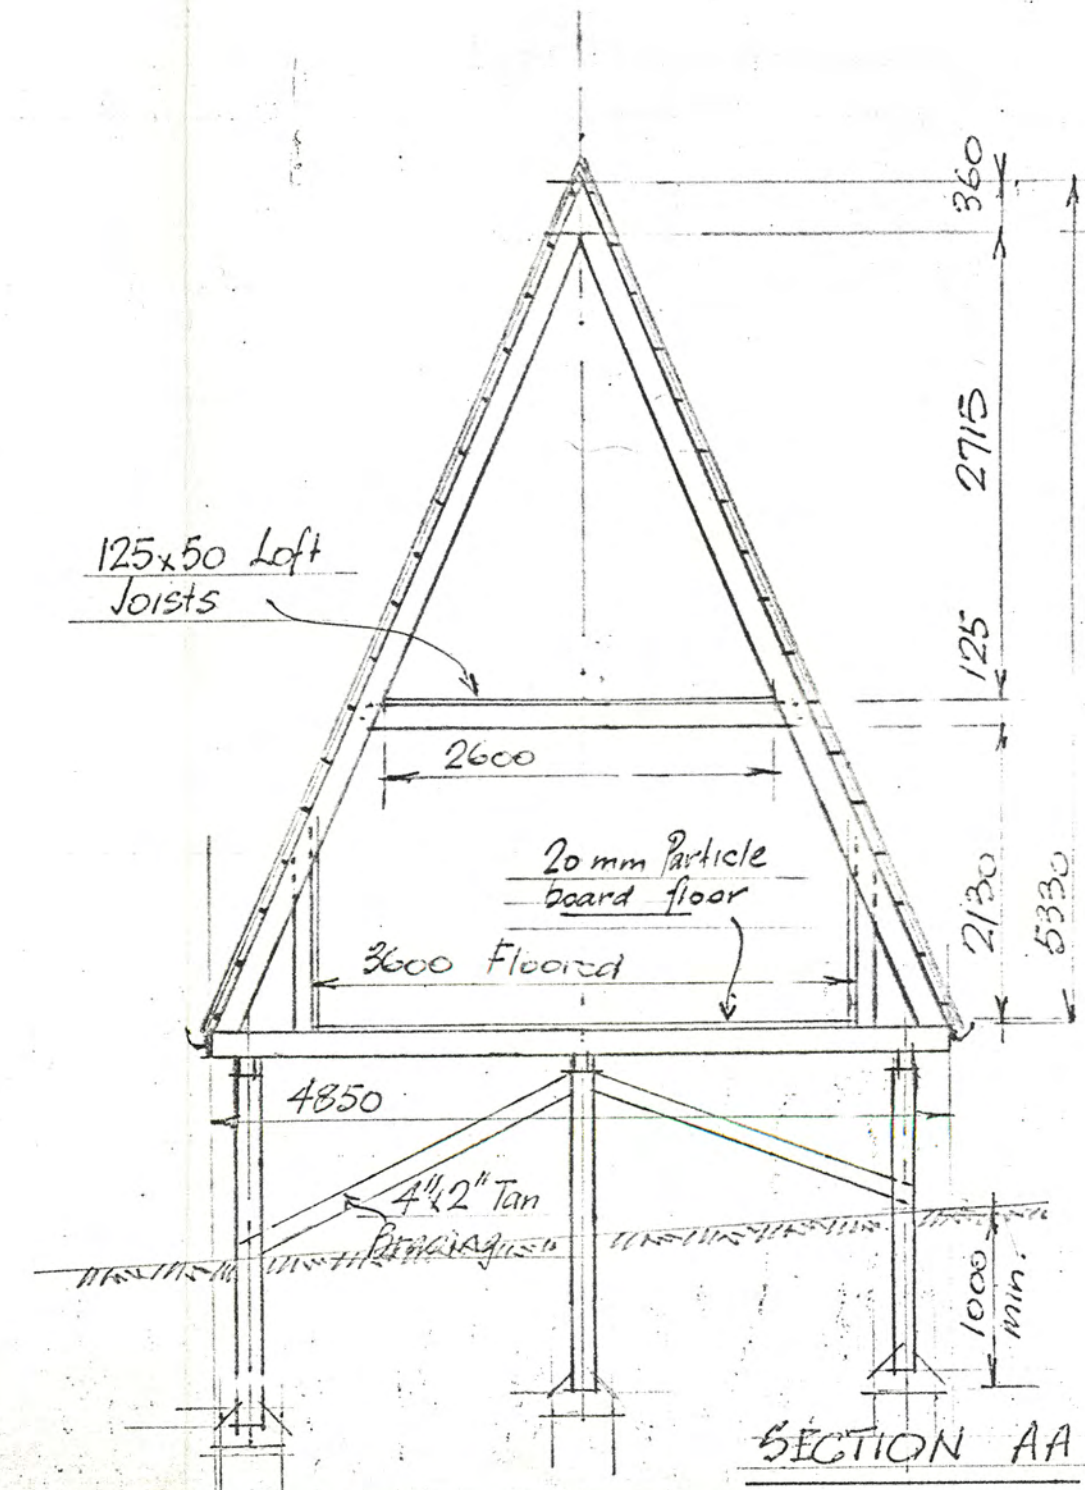 360
2715
125x50 Loft
Joists
125
2600
20 mm Particle
board floor
2130
5330
3600 Floored
4850
4"x2" Tan
Bracing
1000
min.
SECTION AA